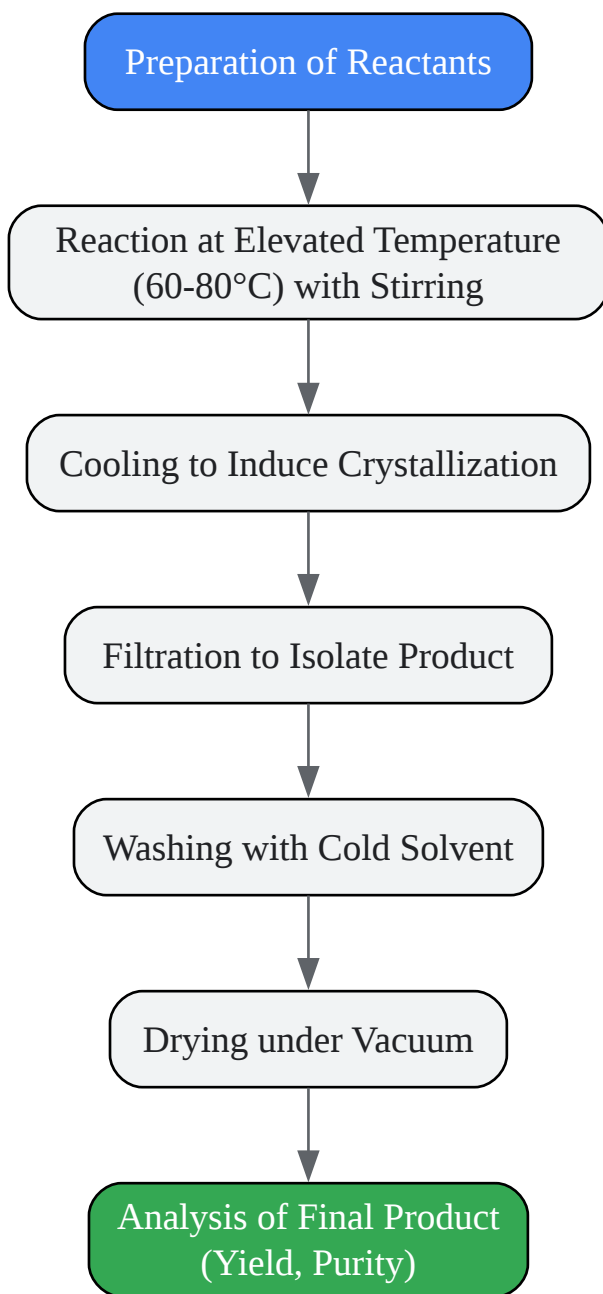 Preparation of Reactants
Reaction at Elevated Temperature
(60-80°C) with Stirring
Cooling to Induce Crystallization
Filtration to Isolate Product
Washing with Cold Solvent
Drying under Vacuum
Analysis of Final Product
(Yield, Purity)